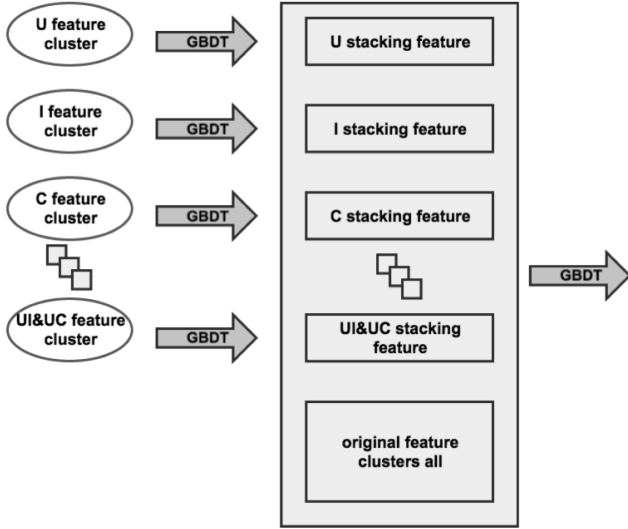 U feature
cluster
GBDT
U stacking feature
I feature
cluster
GBDT
I stacking feature
C feature
cluster
GBDT
C stacking feature
GBDT
UI&UC feature
cluster
GBDT
UI&UC stacking
feature
original feature
clusters all